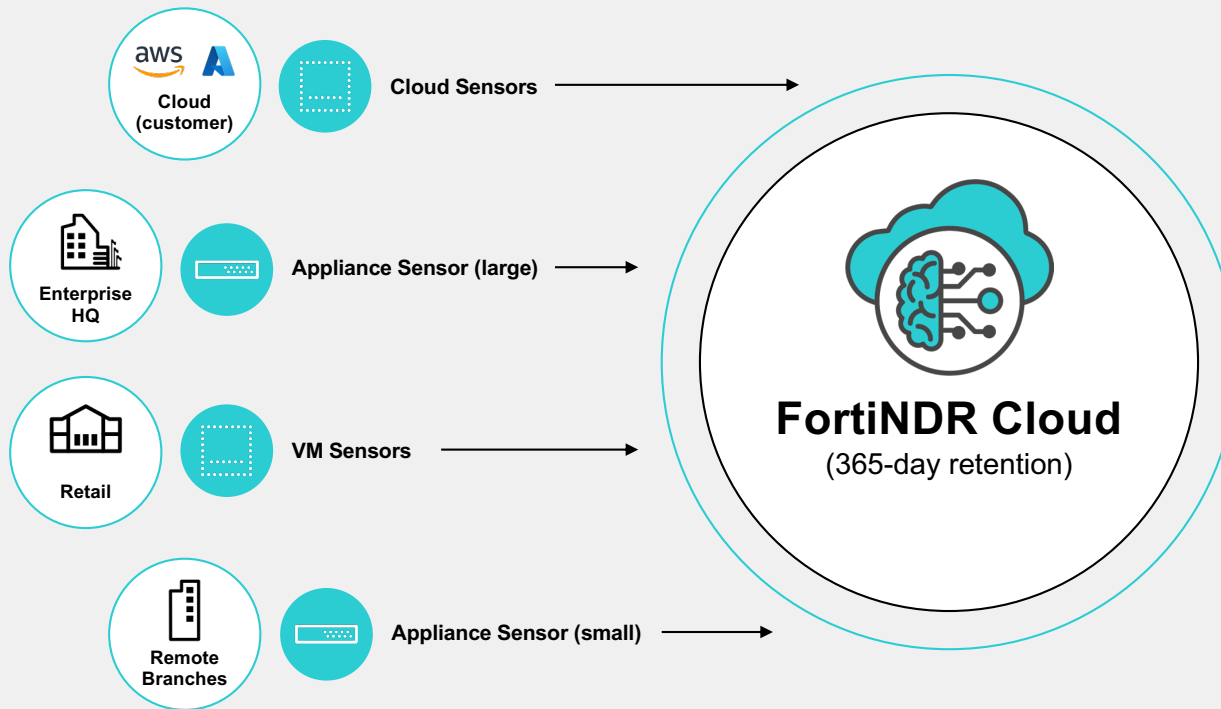 aws
Cloud
(customer)
Cloud Sensors
Enterprise
HQ
Appliance Sensor (large)
Retail
VM Sensors
Remote
Branches
Appliance Sensor (small)
FortiNDR Cloud
(365-day retention)